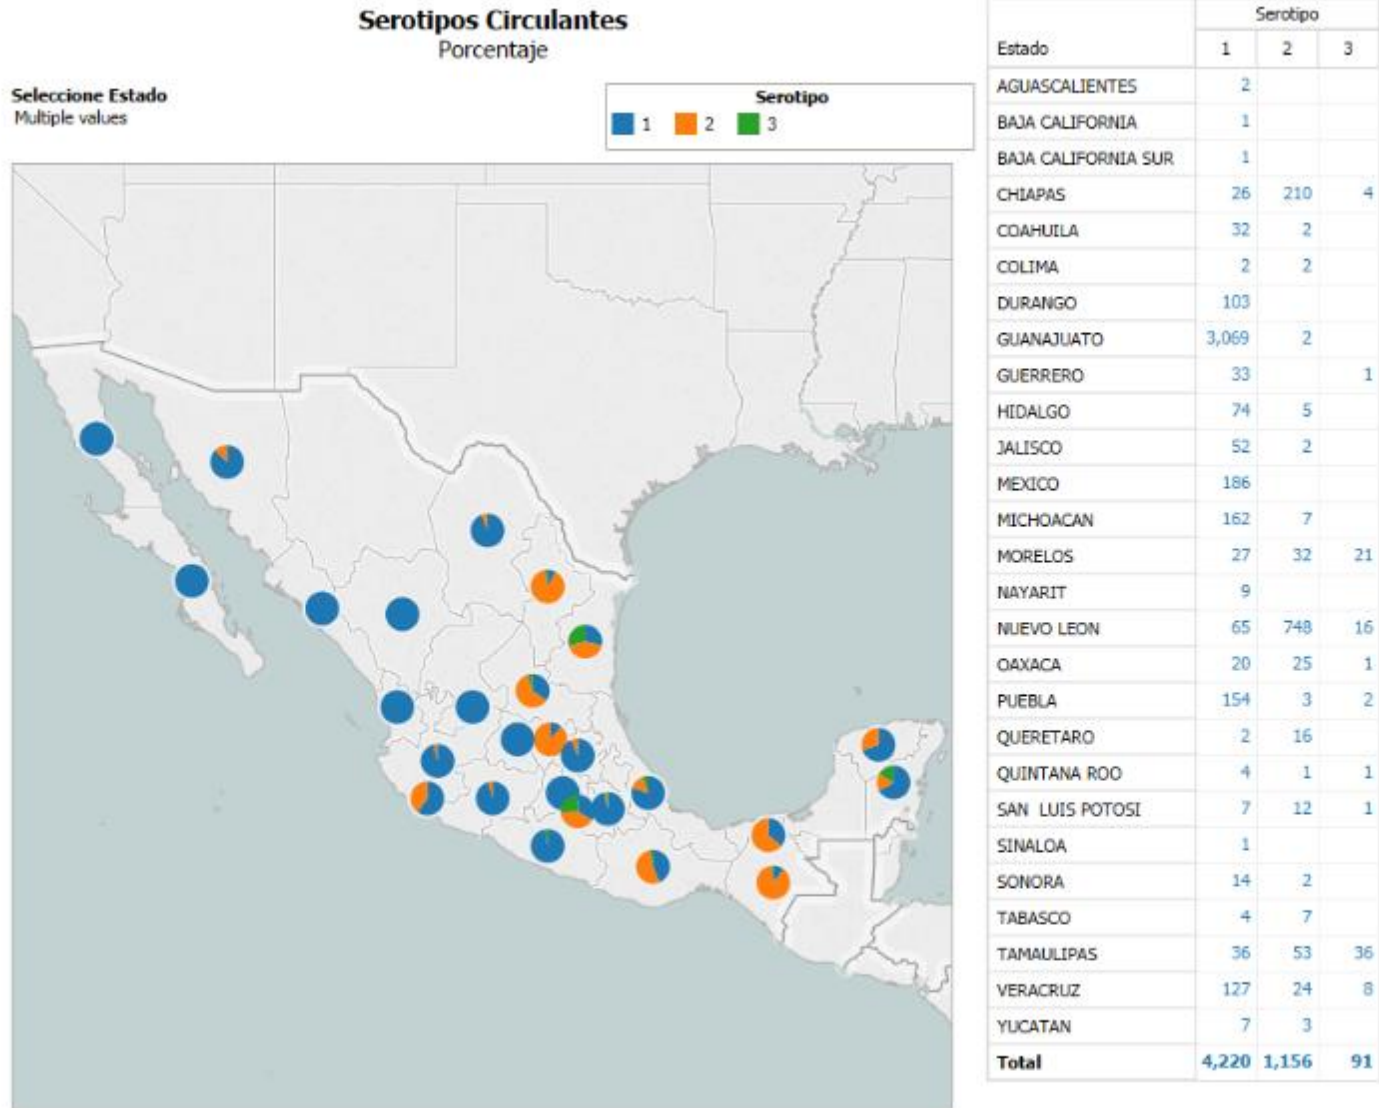 Serotipos Circulantes
Porcentaje
Seleccione Estado
Multiple values
Serotipo
1 2 3
Serotipo
Estado 1 2 3
AGUASCALIENTES 2
BAJA CALIFORNIA 1
BAJA CALIFORNIA SUR 1
CHIAPAS 26 210 4
COAHUILA 32 2
COLIMA 2 2
DURANGO 103
GUANAJUATO 3,069 2
GUERRERO 33 1
HIDALGO 74 5
JALISCO 52 2
MEXICO 186
MICHOACAN 162 7
MORELOS 27 32 21
NAYARIT 9
NUEVO LEON 65 748 16
OAXACA 20 25 1
PUEBLA 154 3 2
QUERETARO 2 16
QUINTANA ROO 4 1 1
SAN LUIS POTOSI 7 12 1
SINALOA 1
SONORA 14 2
TABASCO 4 7
TAMAULIPAS 36 53 36
VERACRUZ 127 24 8
YUCATAN 7 3
Total 4,220 1,156 91